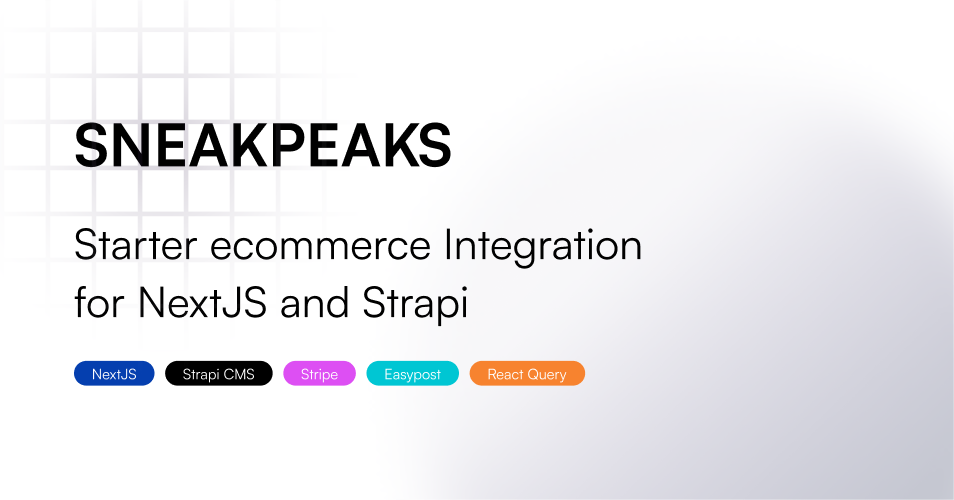 SNEAKPEAKS
Starter ecommerce Integration
for NextJS and Strapi
NextJS Strapi CMS Stripe Easypost React Query